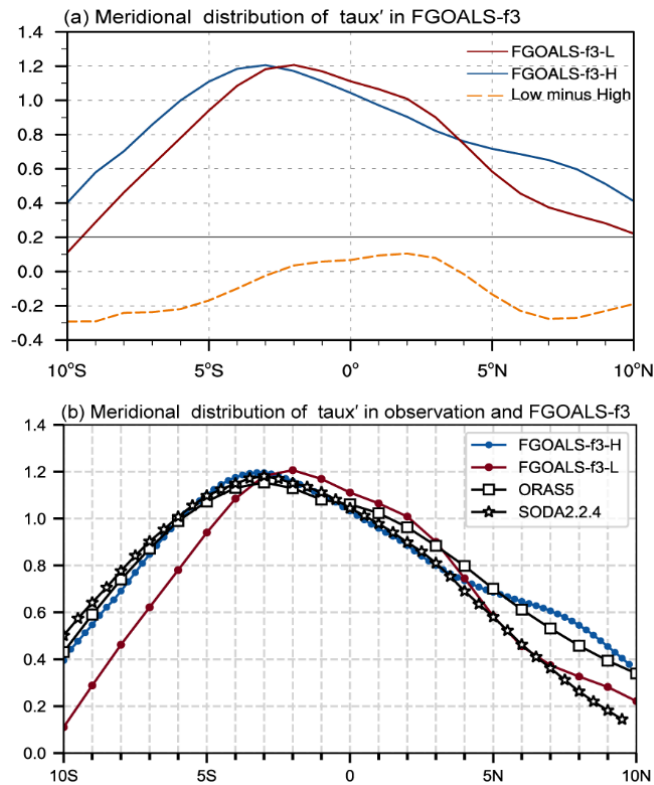 (a) Meridional distribution of taux′ in FGOALS-f3
1.4
1.2
1.0
0.8
0.6
0.4
0.2
0.0
-0.2
-0.4
FGOALS-f3-L
FGOALS-f3-H
Low minus High
10°S 5°S 0° 5°N 10°N
(b) Meridional distribution of taux′ in observation and FGOALS-f3
1.4
1.2
1.0
0.8
0.6
0.4
0.2
0.0
FGOALS-f3-H
FGOALS-f3-L
ORAS5
SODA2.2.4
10S 5S 0 5N 10N